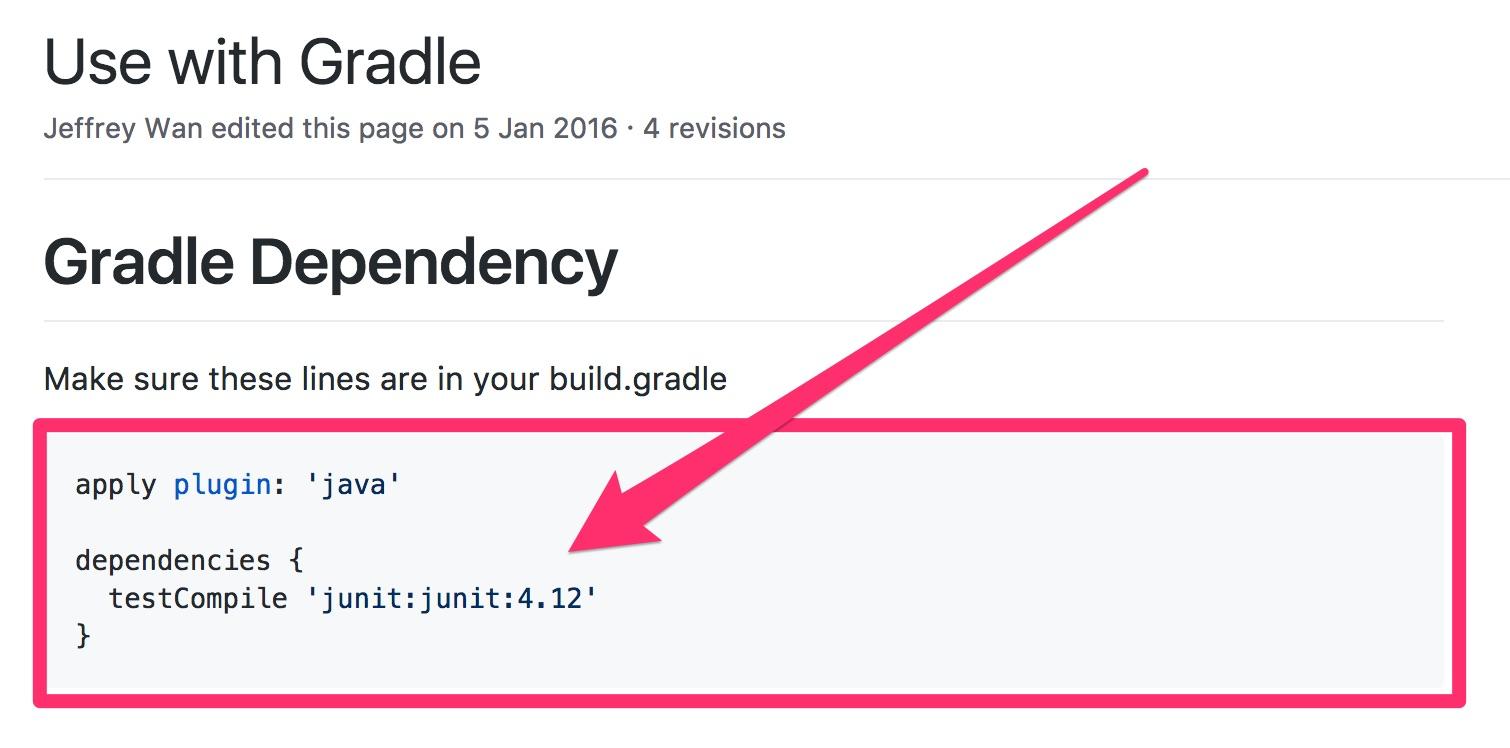 Use with Gradle
Jeffrey Wan edited this page on 5 Jan 2016 · 4 revisions
Gradle Dependency
Make sure these lines are in your build.gradle
apply plugin: 'java'
dependencies {
  testCompile 'junit:junit:4.12'
}